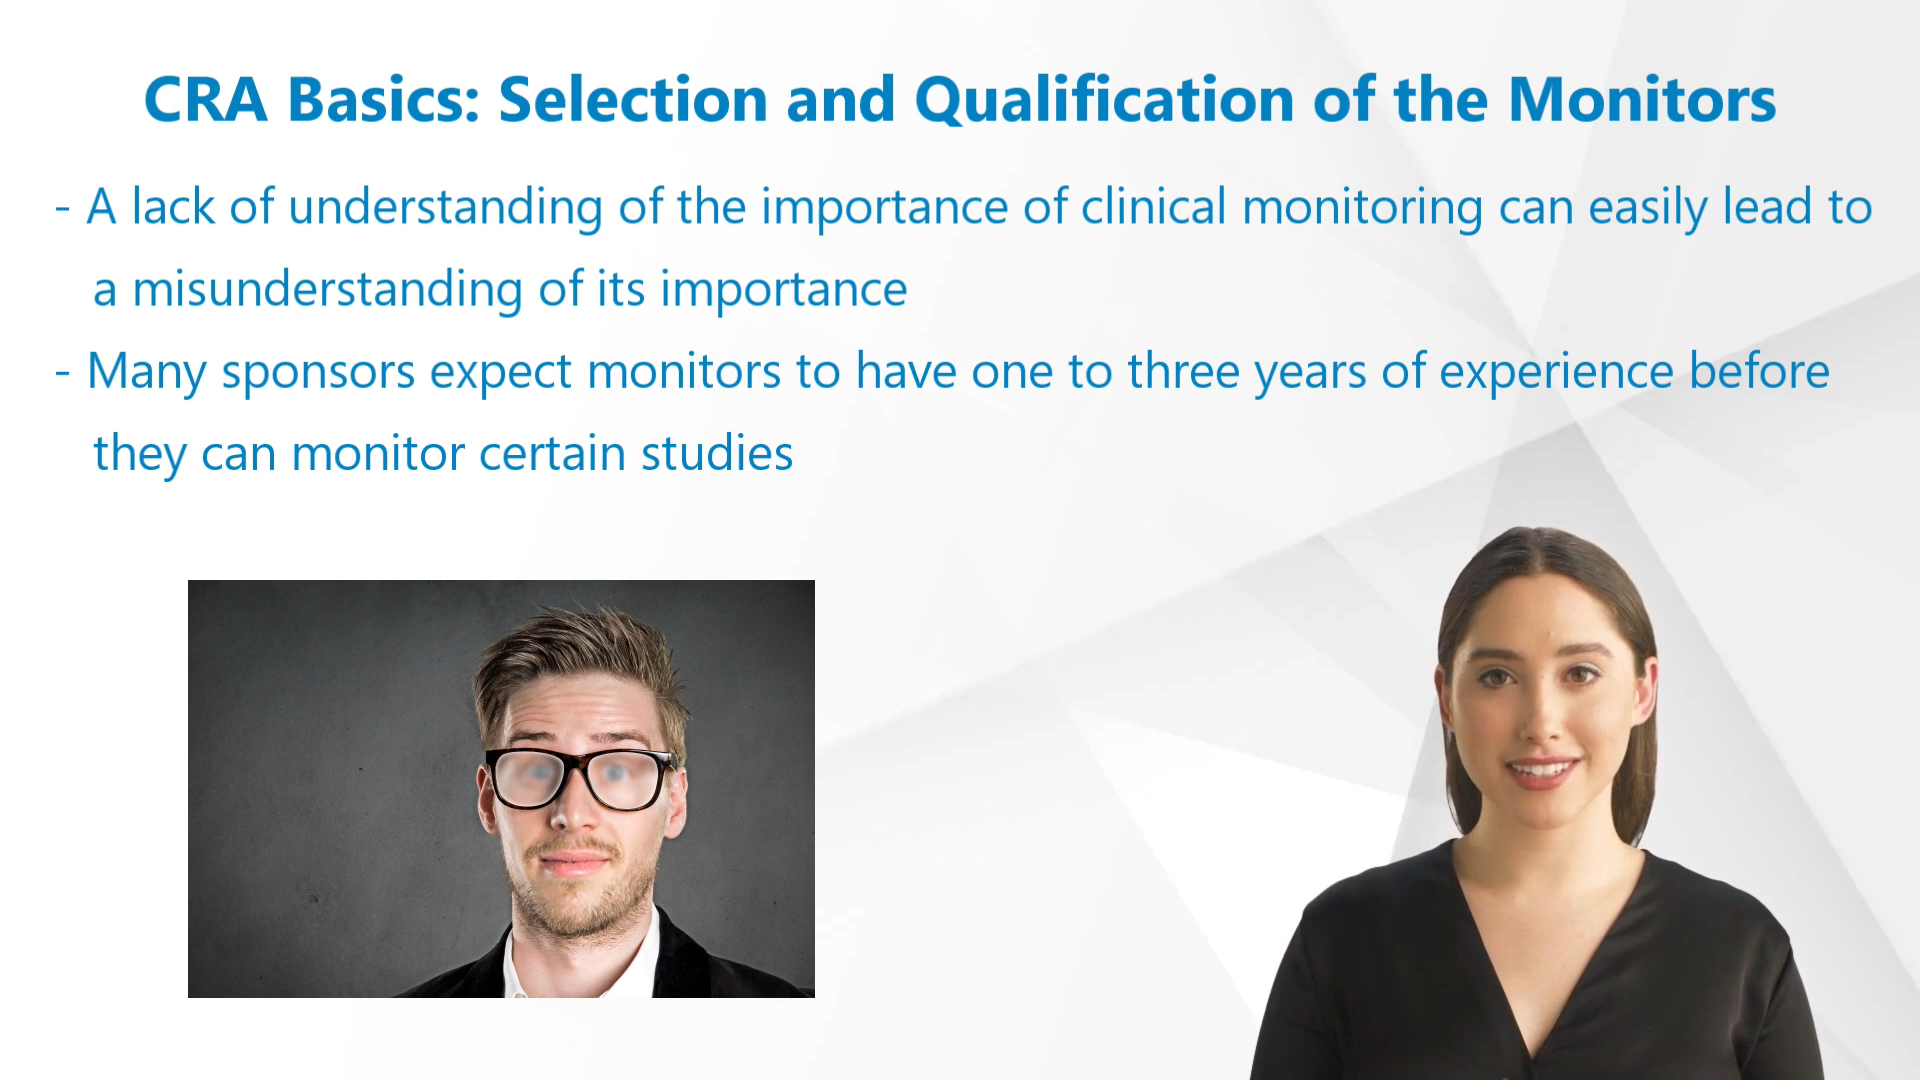 CRA Basics: Selection and Qualification of the Monitors
- A lack of understanding of the importance of clinical monitoring can easily lead to
a misunderstanding of its importance
- Many sponsors expect monitors to have one to three years of experience before
they can monitor certain studies